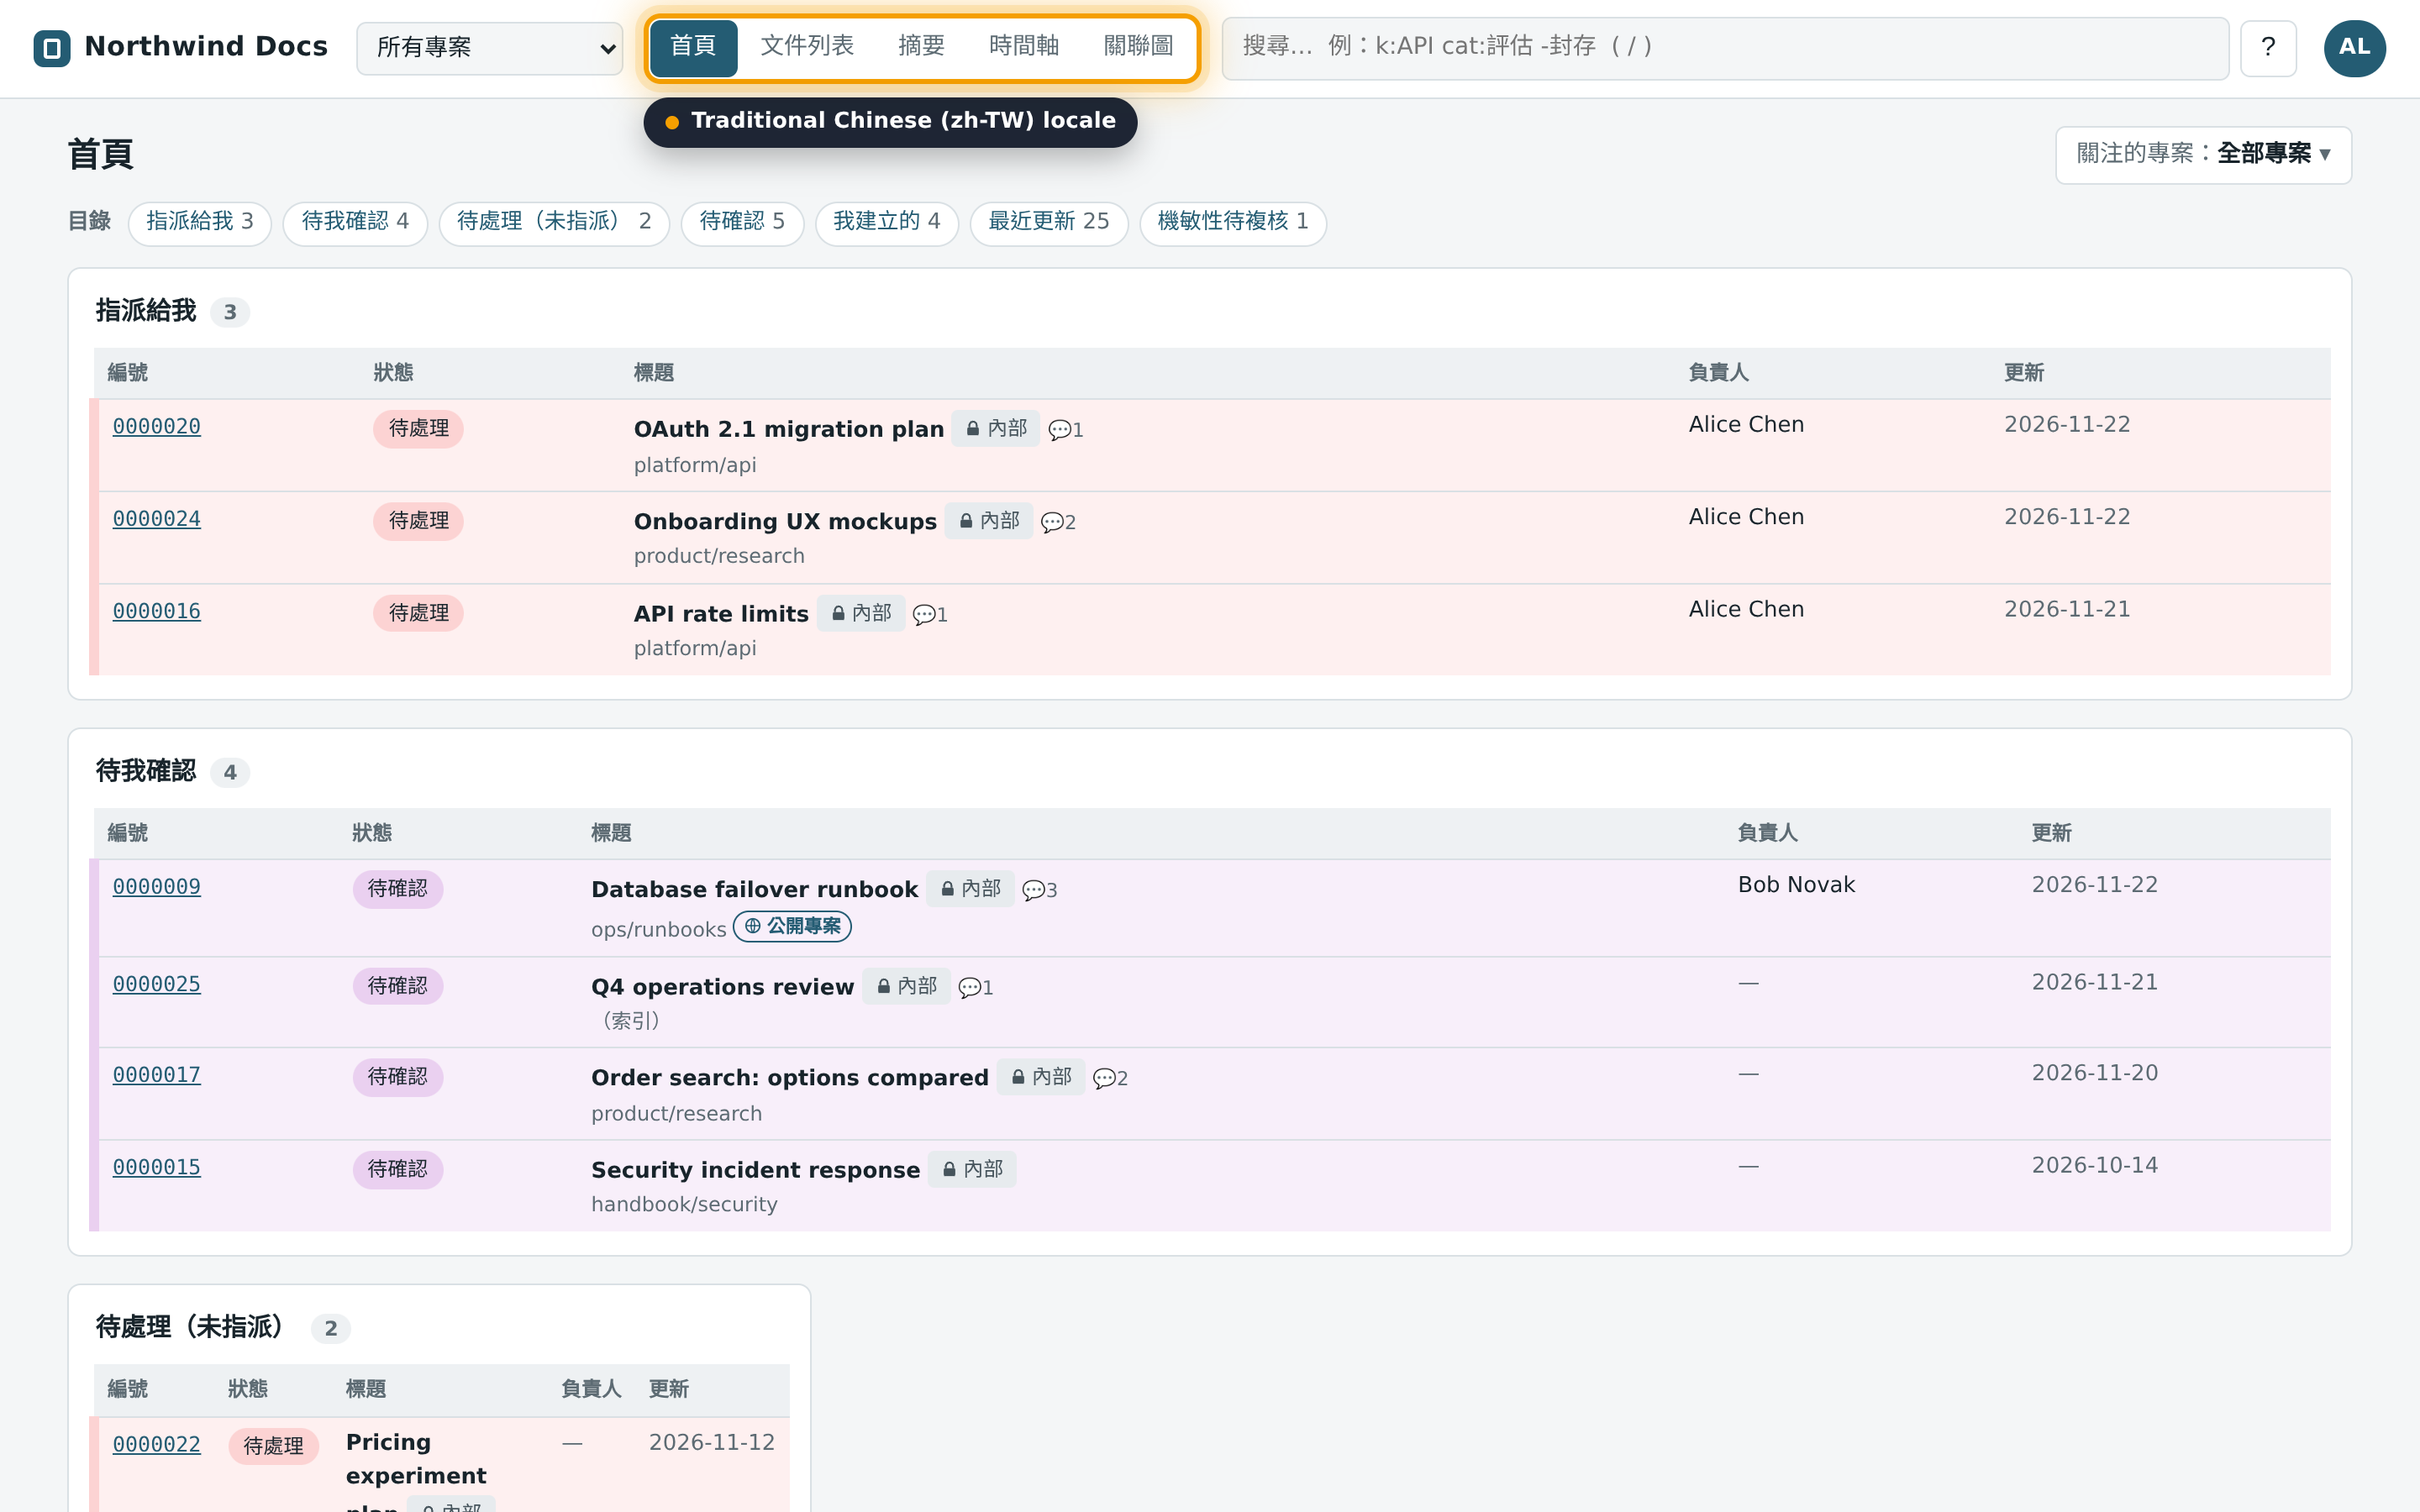 Northwind Docs 所有專案 首頁 文件列表 摘要 時間軸 關聯圖 搜尋… 例：k:API cat:評估 -封存 ( / ) ? AL
Traditional Chinese (zh-TW) locale
首頁 關注的專案：全部專案 ▾
目錄 指派給我 3 待我確認 4 待處理（未指派） 2 待確認 5 我建立的 4 最近更新 25 機敏性待複核 1
指派給我 3
編號 狀態 標題 負責人 更新
0000020 待處理 OAuth 2.1 migration plan 內部 1 Alice Chen 2026-11-22
platform/api
0000024 待處理 Onboarding UX mockups 內部 2 Alice Chen 2026-11-22
product/research
0000016 待處理 API rate limits 內部 1 Alice Chen 2026-11-21
platform/api
待我確認 4
編號 狀態 標題 負責人 更新
0000009 待確認 Database failover runbook 內部 3 Bob Novak 2026-11-22
ops/runbooks 公開專案
0000025 待確認 Q4 operations review 內部 1 — 2026-11-21
（索引）
0000017 待確認 Order search: options compared 內部 2 — 2026-11-20
product/research
0000015 待確認 Security incident response 內部 — 2026-10-14
handbook/security
待處理（未指派） 2
編號 狀態 標題 負責人 更新
0000022 待處理 Pricing — 2026-11-12
experiment
plan 內部